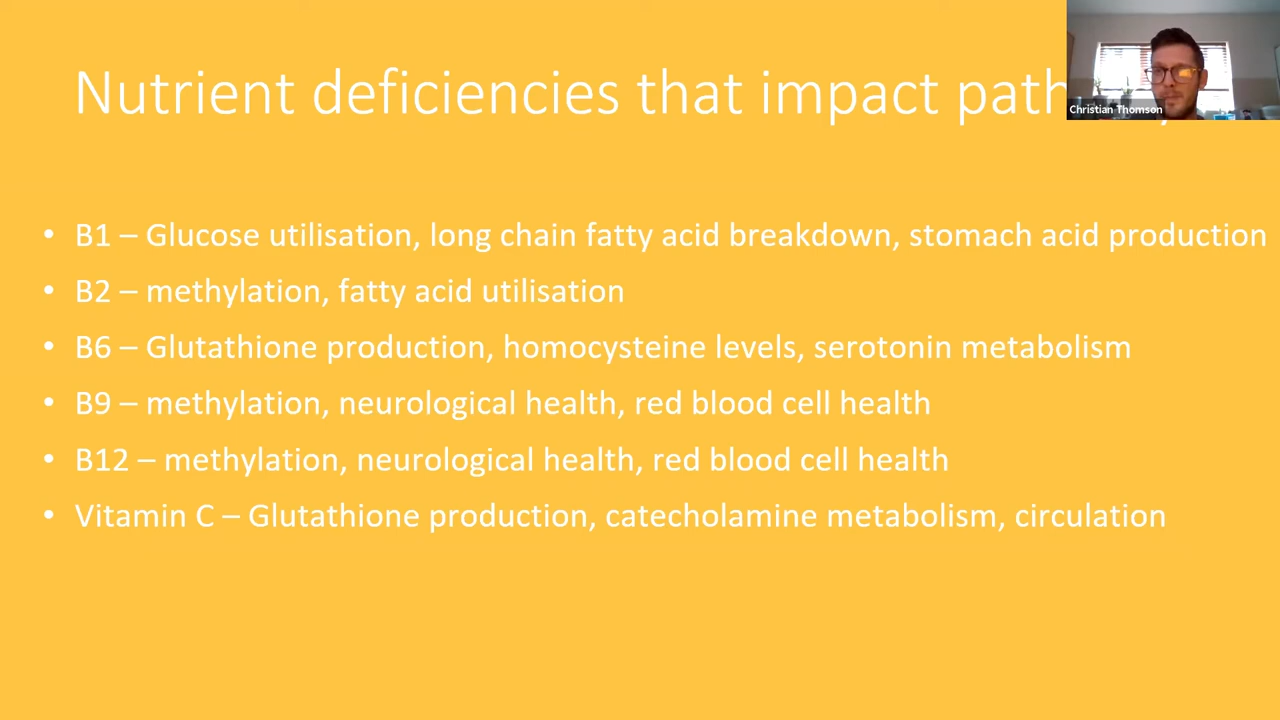 Nutrient deficiencies that impact
Christian Thomson
• B1 – Glucose utilisation, long chain fatty acid breakdown, stomach acid production
• B2 – methylation, fatty acid utilisation
• B6 – Glutathione production, homocysteine levels, serotonin metabolism
• B9 – methylation, neurological health, red blood cell health
• B12 – methylation, neurological health, red blood cell health
• Vitamin C – Glutathione production, catecholamine metabolism, circulation